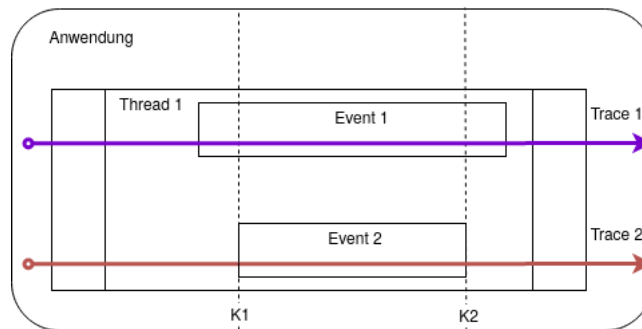 Anwendung
Thread 1
Event 1
Trace 1
Event 2
Trace 2
K1
K2